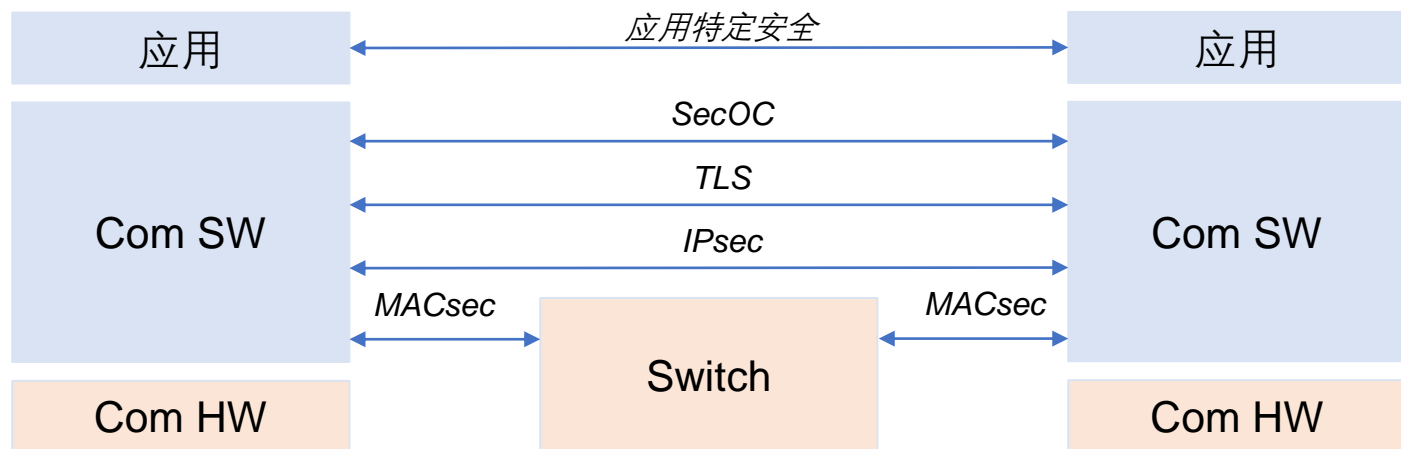 应用特定安全
应用
应用
SecOC
TLS
Com SW
Com SW
IPsec
MACsec
MACsec
Switch
Com HW
Com HW